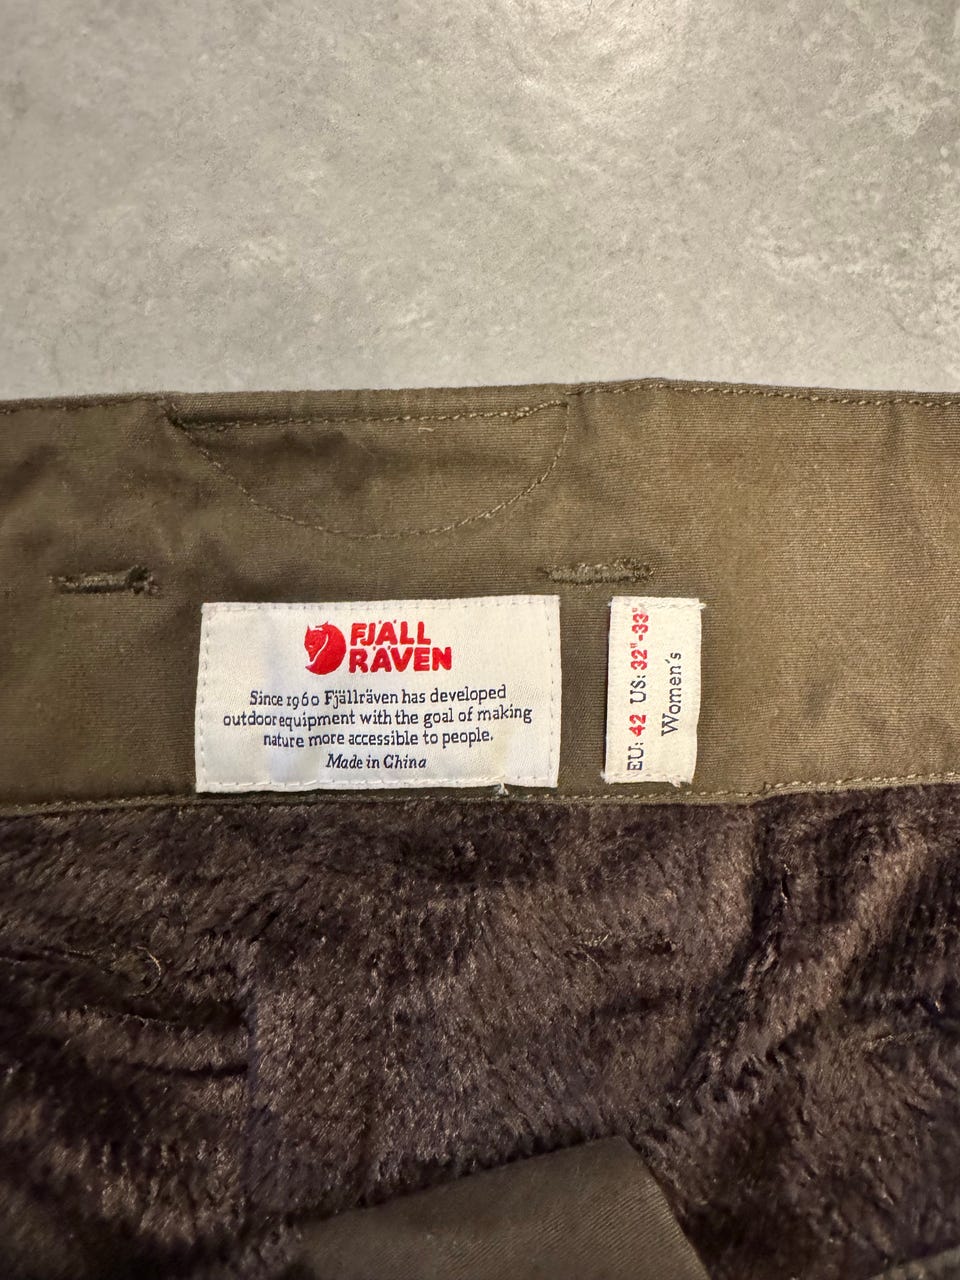 FJÄLL
RÄVEN
Since 1960 Fjällräven has developed
outdoor equipment with the goal of making
nature more accessible to people.
Made in China
EU: 42 US: 32"-33"
Women´s